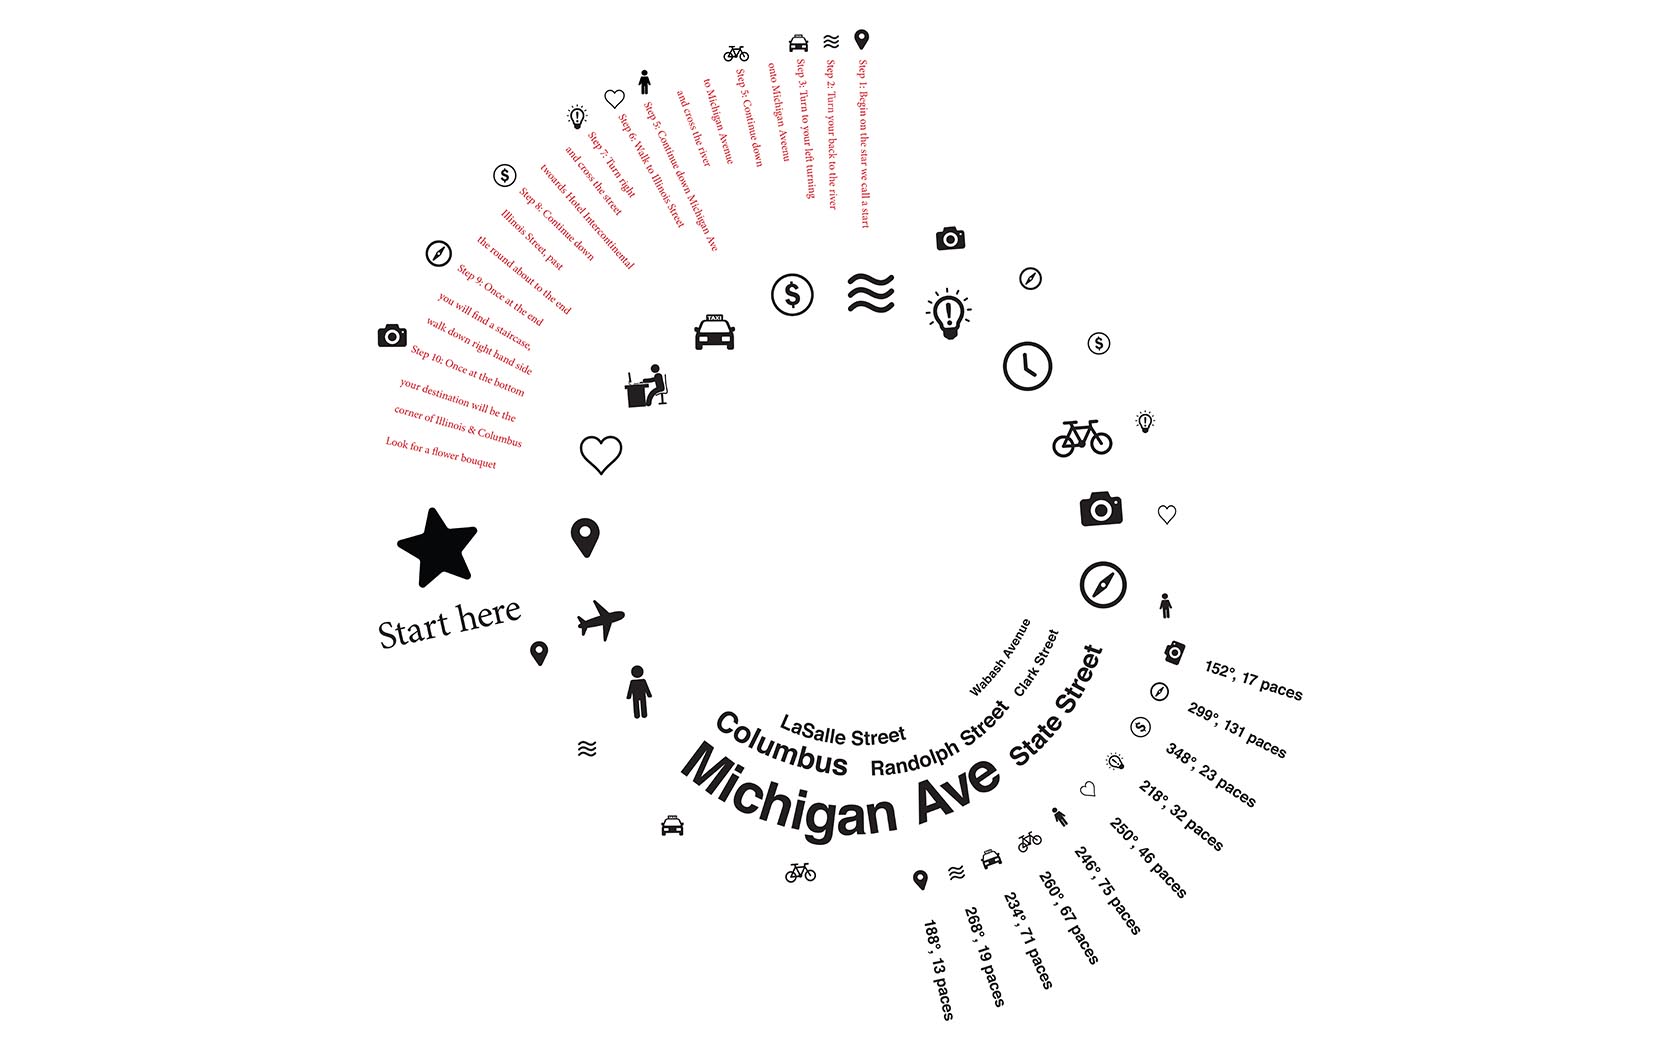 Step 1: Begin on the star we call a start
Step 2: Turn your back to the river
Step 3: Turn to your left turning
onto Michigan Aveenu
Step 5: Continue down
to Michigan Avenue
and cross the river
Step 5: Continue down Michigan Ave
Step 6: Walk to Illinois Street
Step 7: Turn right
and cross the street
twoards Hotel Intercontinental
Step 8: Continue down
Illinois Street, past
the round about to the end
Step 9: Once at the end
you will find a staircase,
walk down right hand side
Step 10: Once at the bottom
your destination will be the
corner of Illinois & Columbus
Look for a flower bouquet
TAXI
Start here
Wabash Avenue
Clark Street
State Street
LaSalle Street
Randolph Street
Columbus
Michigan Ave
152°, 17 paces
299°, 131 paces
348°, 23 paces
218°, 32 paces
250°, 46 paces
246°, 75 paces
260°, 67 paces
234°, 71 paces
268°, 19 paces
188°, 13 paces